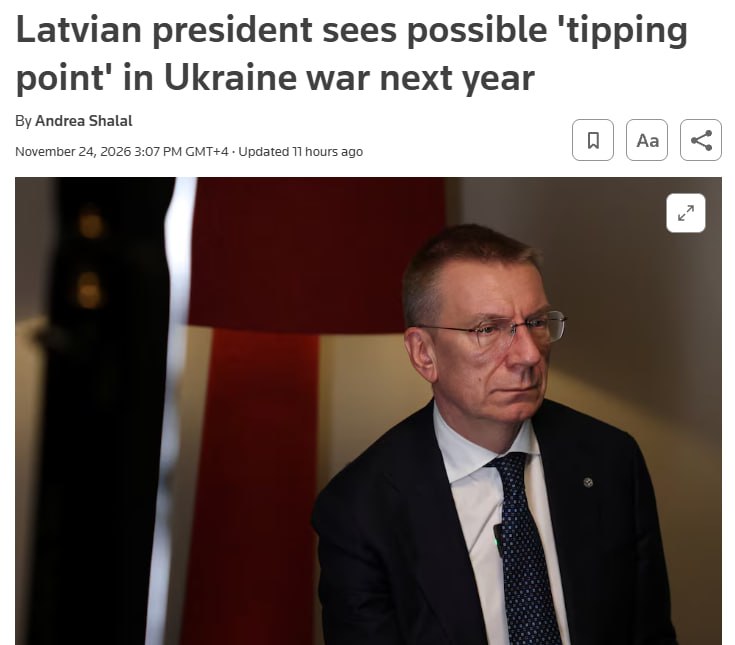 Latvian president sees possible 'tipping
point' in Ukraine war next year
By Andrea Shalal
November 24, 2026 3:07 PM GMT+4 · Updated 11 hours ago
Aa